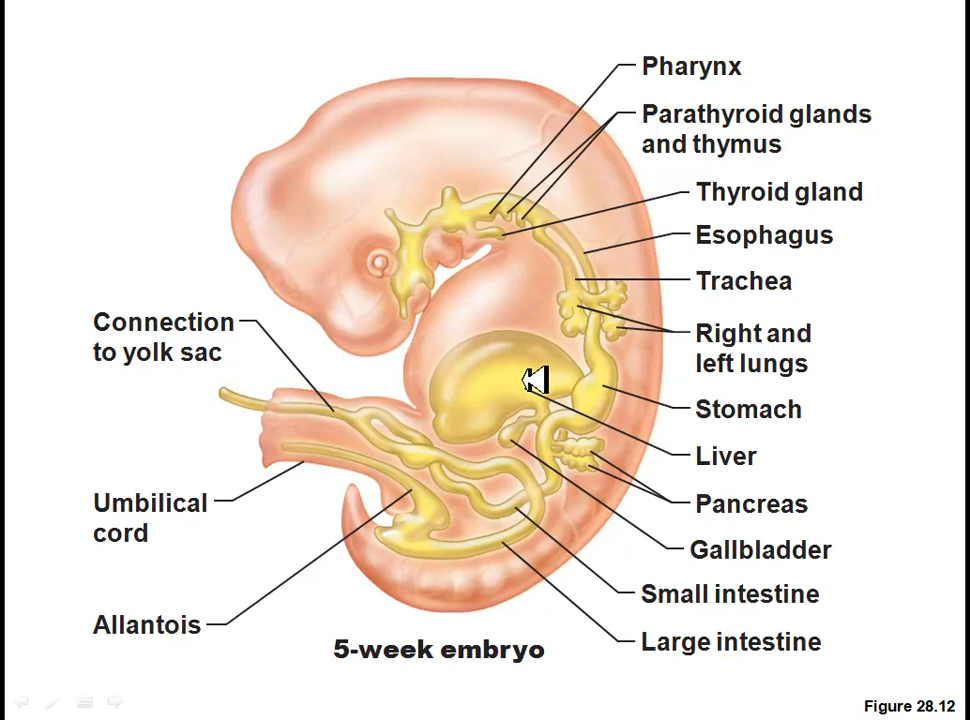 Pharynx
Parathyroid glands
and thymus
Thyroid gland
Esophagus
Trachea
Connection
to yolk sac
Right and
left lungs
Stomach
Liver
Umbilical
cord
Pancreas
Gallbladder
Small intestine
Allantois
Large intestine
5-week embryo
Figure 28.12